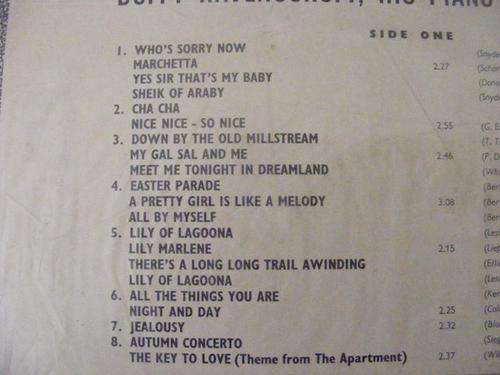 SIDE ONE
1. WHO'S SORRY NOW
MARCHETTA 2.27
YES SIR THAT'S MY BABY
SHEIK OF ARABY
2. CHA CHA
NICE NICE - SO NICE 2.55
3. DOWN BY THE OLD MILLSTREAM
MY GAL SAL AND ME 2.46
MEET ME TONIGHT IN DREAMLAND
4. EASTER PARADE
A PRETTY GIRL IS LIKE A MELODY 3.08
ALL BY MYSELF
5. LILY OF LAGOONA
LILY MARLENE 2.15
THERE'S A LONG LONG TRAIL AWINDING
LILY OF LAGOONA
6. ALL THE THINGS YOU ARE
NIGHT AND DAY 2.25
7. JEALOUSY 2.32
8. AUTUMN CONCERTO
THE KEY TO LOVE (Theme from The Apartment) 2.37